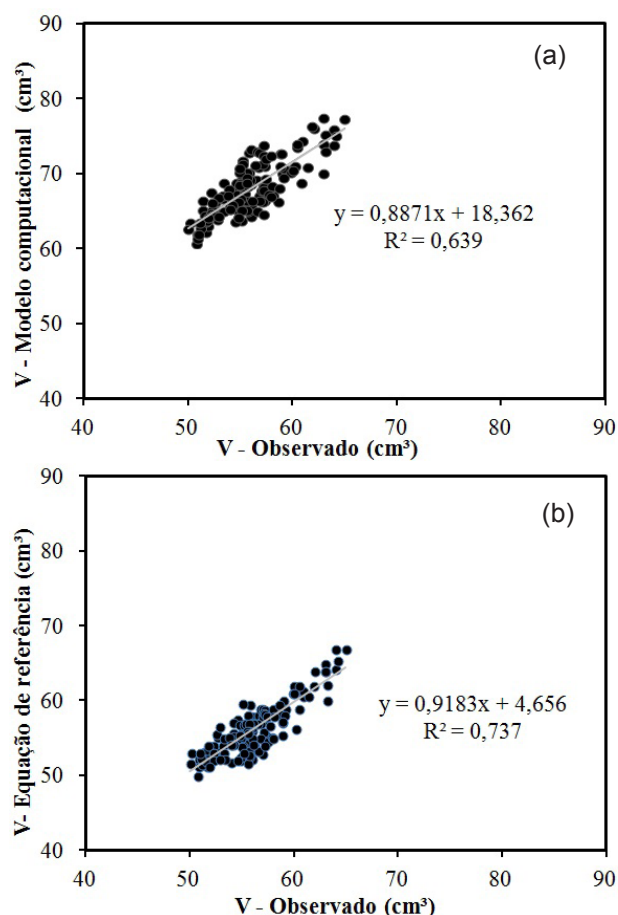 (a)
V - Modelo computacional (cm³)
90
80
70
60
50
40
y = 0,8871x + 18,362
R² = 0,639
40 50 60 70 80 90
V - Observado (cm³)
(b)
V- Equação de referência (cm³)
90
80
70
60
50
40
y = 0,9183x + 4,656
R² = 0,737
40 50 60 70 80 90
V - Observado (cm³)